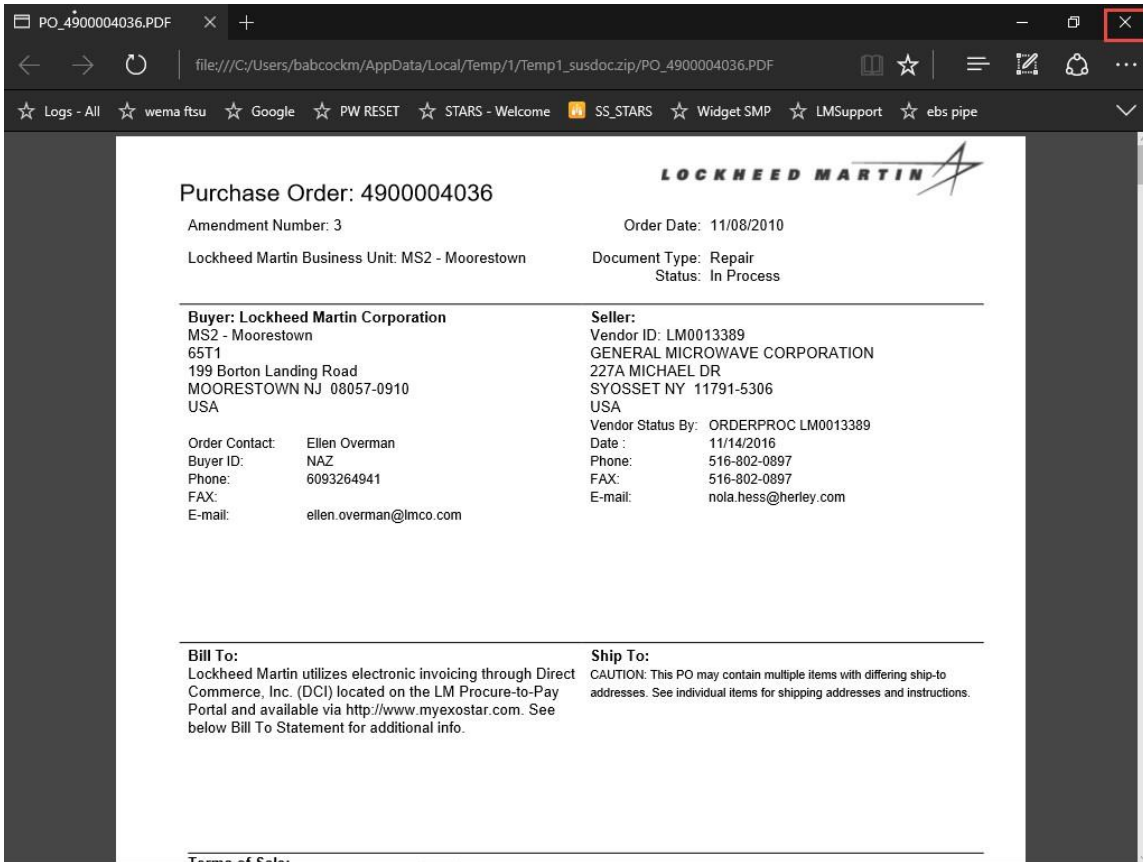 PO_4900004036.PDF
file:///C:/Users/babcockm/AppData/Local/Temp/1/Temp1_susdoc.zip/PO_4900004036.PDF
Logs - All wema ftsu Google PW RESET STARS - Welcome SS_STARS Widget SMP LMSupport ebs pipe
LOCKHEED MARTIN
Purchase Order: 4900004036
Amendment Number: 3 Order Date: 11/08/2010
Lockheed Martin Business Unit: MS2 - Moorestown Document Type: Repair
Status: In Process
Buyer: Lockheed Martin Corporation
MS2 - Moorestown
65T1
199 Borton Landing Road
MOORESTOWN NJ 08057-0910
USA
Order Contact: Ellen Overman
Buyer ID: NAZ
Phone: 6093264941
FAX:
E-mail: ellen.overman@lmco.com
Seller:
Vendor ID: LM0013389
GENERAL MICROWAVE CORPORATION
227A MICHAEL DR
SYOSSET NY 11791-5306
USA
Vendor Status By: ORDERPROC LM0013389
Date : 11/14/2016
Phone: 516-802-0897
FAX: 516-802-0897
E-mail: nola.hess@herley.com
Bill To:
Lockheed Martin utilizes electronic invoicing through Direct
Commerce, Inc. (DCI) located on the LM Procure-to-Pay
Portal and available via http://www.myexostar.com. See
below Bill To Statement for additional info.
Ship To:
CAUTION: This PO may contain multiple items with differing ship-to
addresses. See individual items for shipping addresses and instructions.
Terms of Sale: